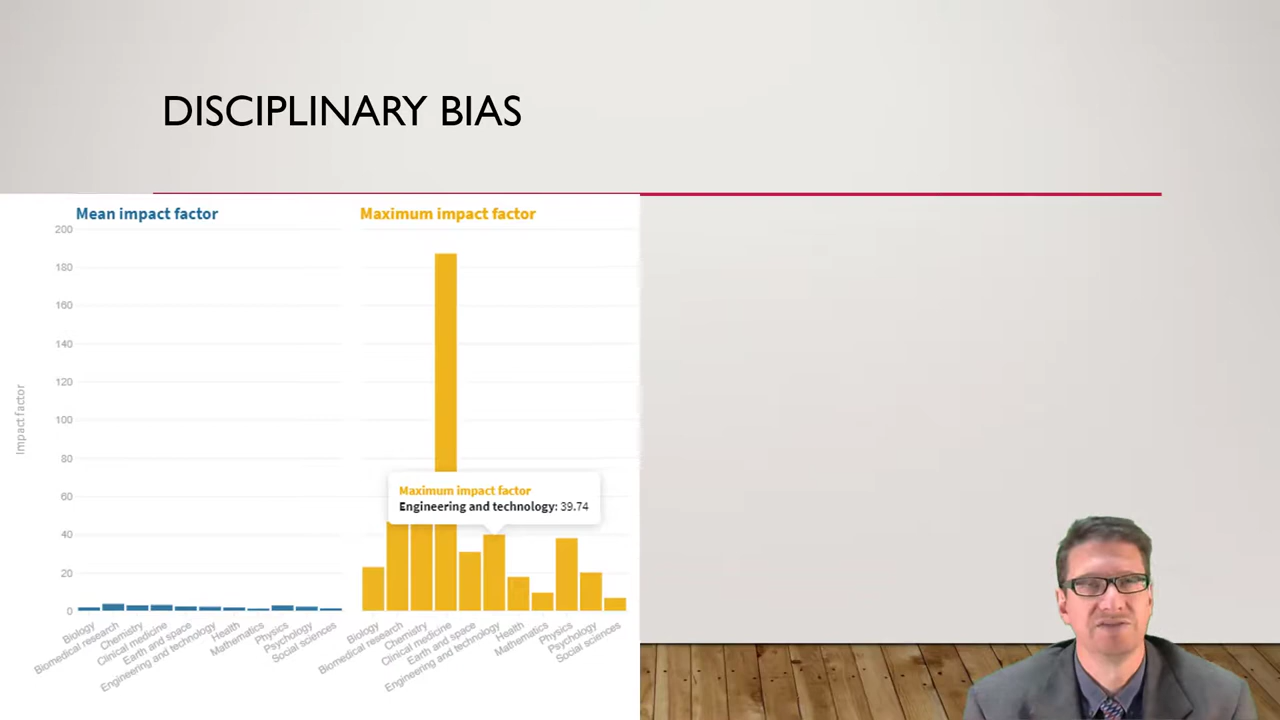 DISCIPLINARY BIAS
Mean impact factor
Maximum impact factor
200
180
160
140
120
100
80
60
40
20
0
Impact factor
Maximum impact factor
Engineering and technology: 39.74
Biology
Biomedical research
Chemistry
Clinical medicine
Earth and space
Engineering and technology
Health
Mathematics
Physics
Psychology
Social sciences
Biology
Biomedical research
Chemistry
Clinical medicine
Earth and space
Engineering and technology
Health
Mathematics
Physics
Psychology
Social sciences